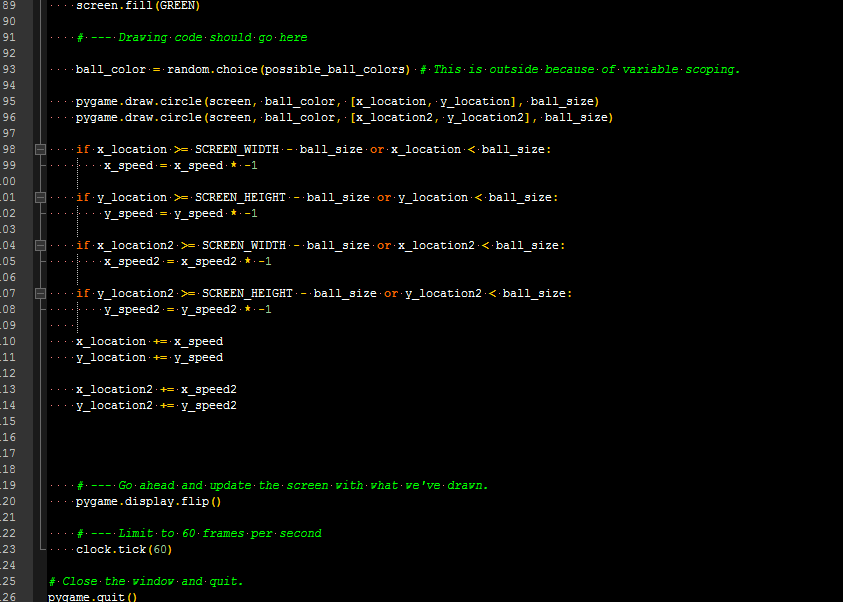 89 screen.fill(GREEN)
90
91 # --- Drawing code should go here
92
93 ball_color = random.choice(possible_ball_colors) # This is outside because of variable scoping.
94
95 pygame.draw.circle(screen, ball_color, [x_location, y_location], ball_size)
96 pygame.draw.circle(screen, ball_color, [x_location2, y_location2], ball_size)
97
98 if x_location >= SCREEN_WIDTH - ball_size or x_location < ball_size:
99 x_speed = x_speed * -1
00
01 if y_location >= SCREEN_HEIGHT - ball_size or y_location < ball_size:
02 y_speed = y_speed * -1
03
04 if x_location2 >= SCREEN_WIDTH - ball_size or x_location2 < ball_size:
05 x_speed2 = x_speed2 * -1
06
07 if y_location2 >= SCREEN_HEIGHT - ball_size or y_location2 < ball_size:
08 y_speed2 = y_speed2 * -1
09
10 x_location += x_speed
11 y_location += y_speed
12
13 x_location2 += x_speed2
14 y_location2 += y_speed2
15
16
17
18
19 # --- Go ahead and update the screen with what we've drawn.
20 pygame.display.flip()
21
22 # --- Limit to 60 frames per second
23 clock.tick(60)
24
25 # Close the window and quit.
26 pygame.quit()